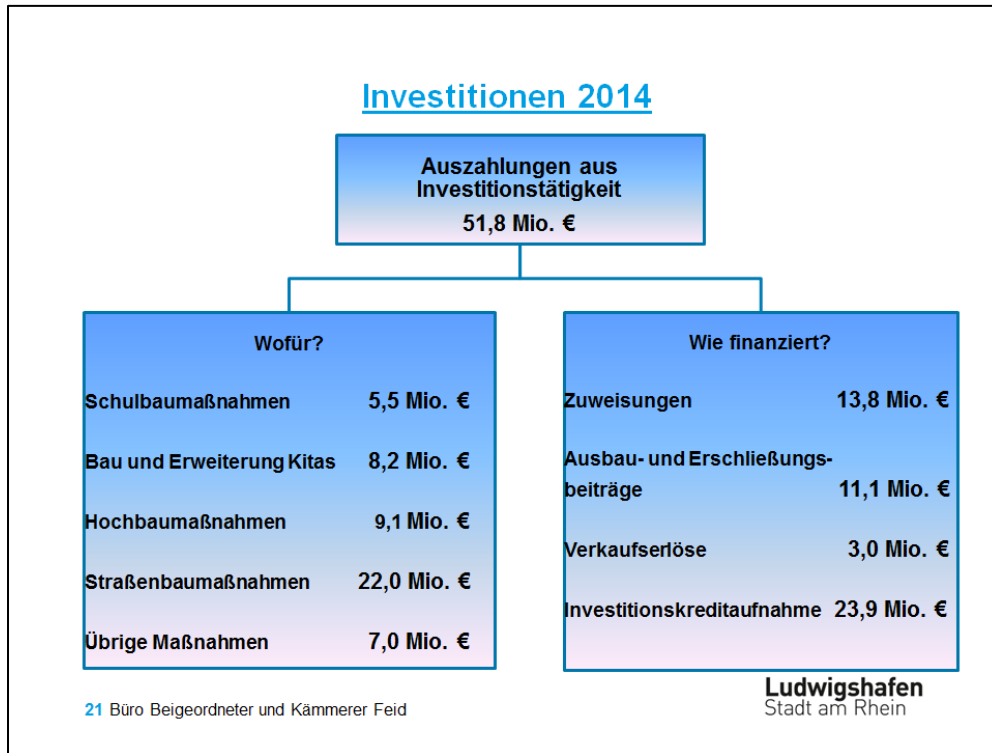 Investitionen 2014
Auszahlungen aus
Investitionstätigkeit
51,8 Mio. €
Wofür?
Schulbaumaßnahmen 5,5 Mio. €
Bau und Erweiterung Kitas 8,2 Mio. €
Hochbaumaßnahmen 9,1 Mio. €
Straßenbaumaßnahmen 22,0 Mio. €
Übrige Maßnahmen 7,0 Mio. €
Wie finanziert?
Zuweisungen 13,8 Mio. €
Ausbau- und Erschließungs-
beiträge 11,1 Mio. €
Verkaufserlöse 3,0 Mio. €
Investitionskreditaufnahme 23,9 Mio. €
21 Büro Beigeordneter und Kämmerer Feid
Ludwigshafen
Stadt am Rhein